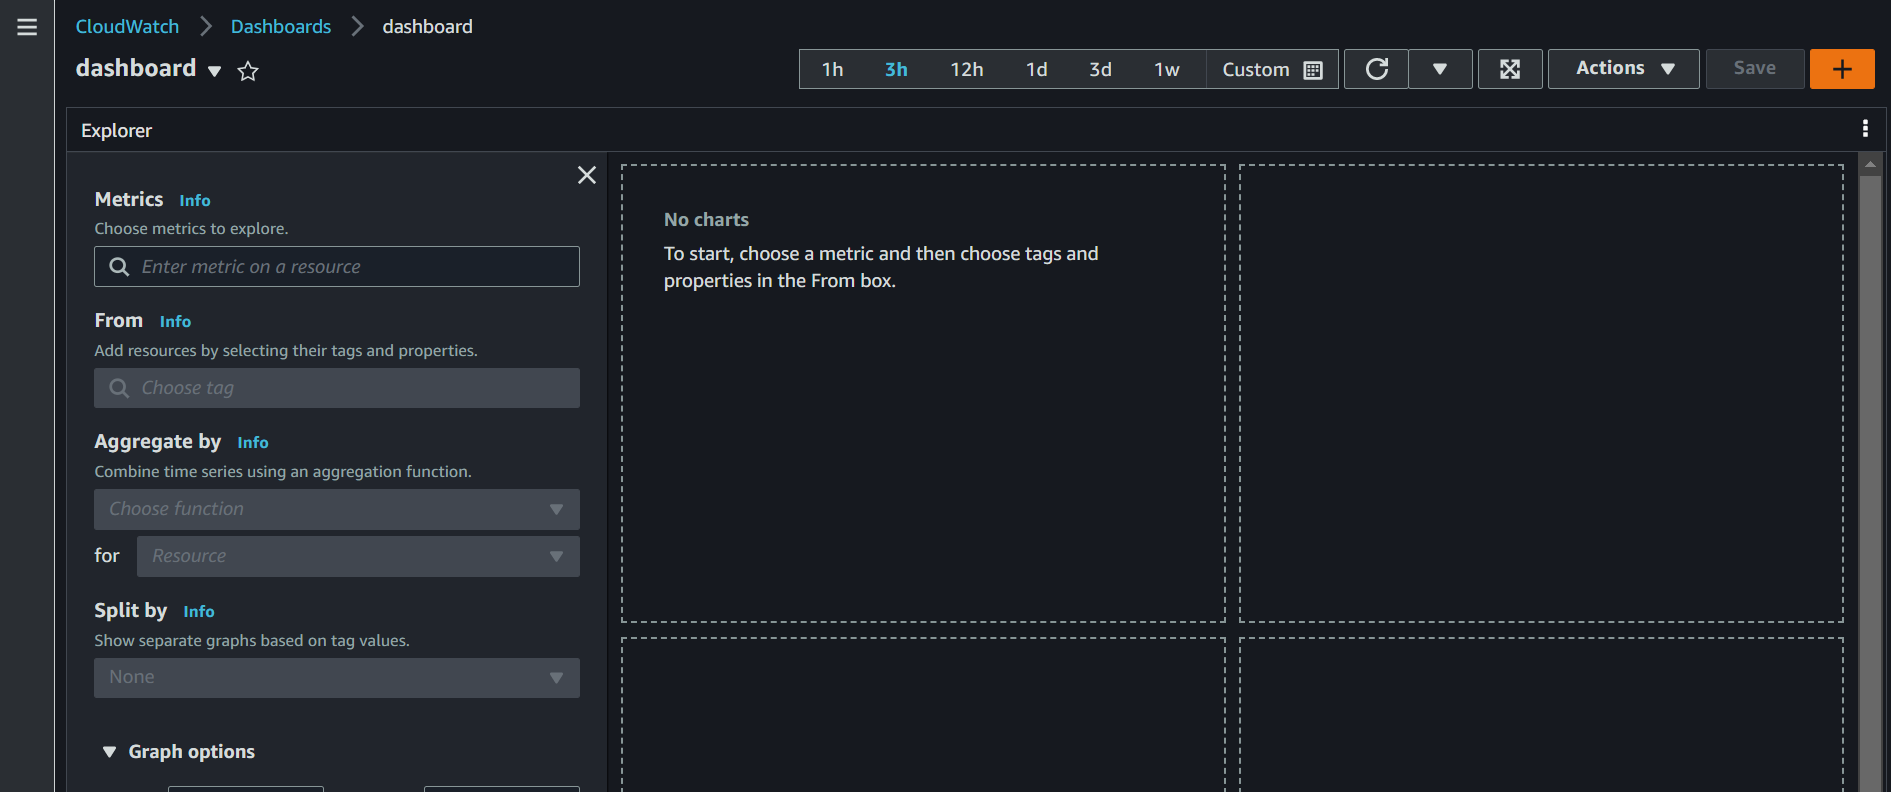 CloudWatch Dashboards dashboard
dashboard
1h 3h 12h 1d 3d 1w Custom Actions Save
Explorer
Metrics Info
Choose metrics to explore.
Enter metric on a resource
From Info
Add resources by selecting their tags and properties.
Choose tag
Aggregate by Info
Combine time series using an aggregation function.
Choose function
for Resource
Split by Info
Show separate graphs based on tag values.
None
Graph options
No charts
To start, choose a metric and then choose tags and
properties in the From box.